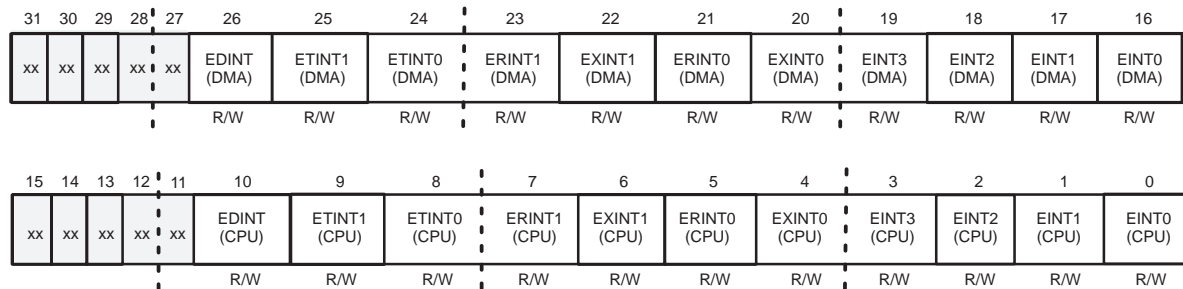 31 30 29 28 27 26 25 24 23 22 21 20 19 18 17 16
xx xx xx xx xx EDINT (DMA) ETINT1 (DMA) ETINT0 (DMA) ERINT1 (DMA) EXINT1 (DMA) ERINT0 (DMA) EXINT0 (DMA) EINT3 (DMA) EINT2 (DMA) EINT1 (DMA) EINT0 (DMA)
R/W R/W R/W R/W R/W R/W R/W R/W R/W R/W R/W
15 14 13 12 11 10 9 8 7 6 5 4 3 2 1 0
xx xx xx xx xx EDINT (CPU) ETINT1 (CPU) ETINT0 (CPU) ERINT1 (CPU) EXINT1 (CPU) ERINT0 (CPU) EXINT0 (CPU) EINT3 (CPU) EINT2 (CPU) EINT1 (CPU) EINT0 (CPU)
R/W R/W R/W R/W R/W R/W R/W R/W R/W R/W R/W